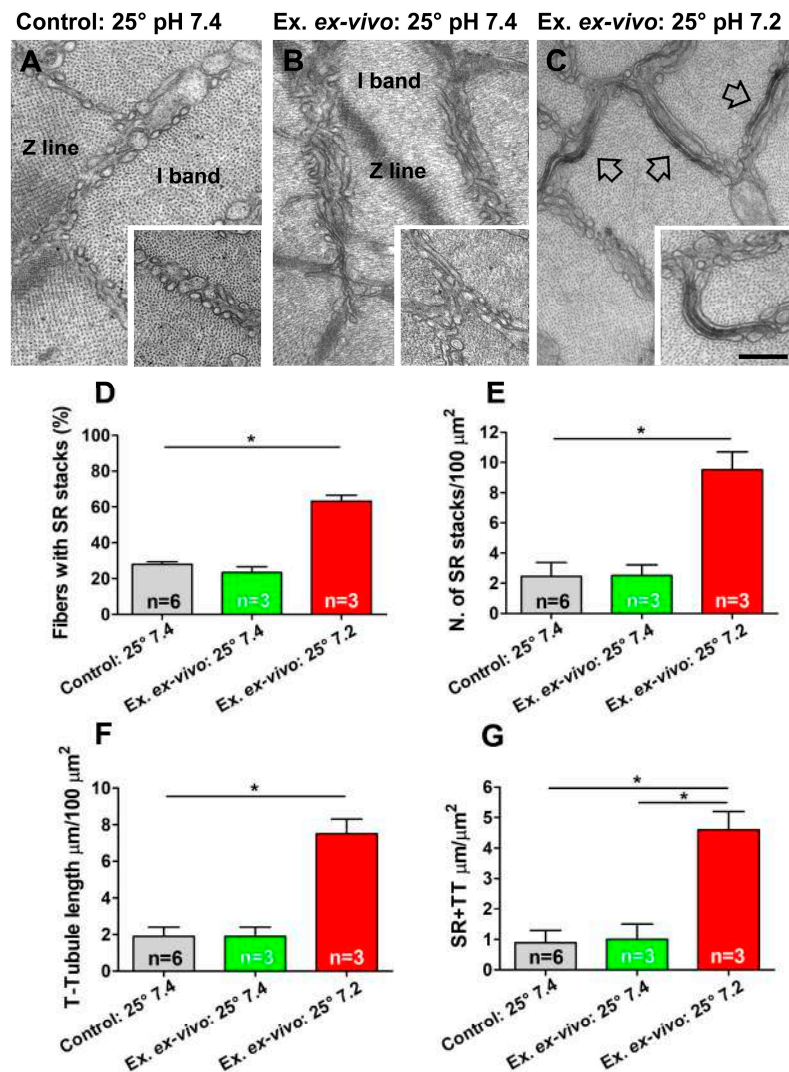 Control: 25° pH 7.4
Ex. ex-vivo: 25° pH 7.4
Ex. ex-vivo: 25° pH 7.2
A
Z line
I band
B
I band
Z line
C
D
Fibers with SR stacks (%)
100
80
60
40
20
0
*
n=6
n=3
n=3
Control: 25° 7.4
Ex. ex-vivo: 25° 7.4
Ex. ex-vivo: 25° 7.2
E
N. of SR stacks/100 μm²
12
10
8
6
4
2
0
*
n=6
n=3
n=3
Control: 25° 7.4
Ex. ex-vivo: 25° 7.4
Ex. ex-vivo: 25° 7.2
F
T-Tubule length μm/100 μm²
10
8
6
4
2
0
*
n=6
n=3
n=3
Control: 25° 7.4
Ex. ex-vivo: 25° 7.4
Ex. ex-vivo: 25° 7.2
G
SR+TT μm/μm²
6
5
4
3
2
1
0
*
*
n=6
n=3
n=3
Control: 25° 7.4
Ex. ex-vivo: 25° 7.4
Ex. ex-vivo: 25° 7.2